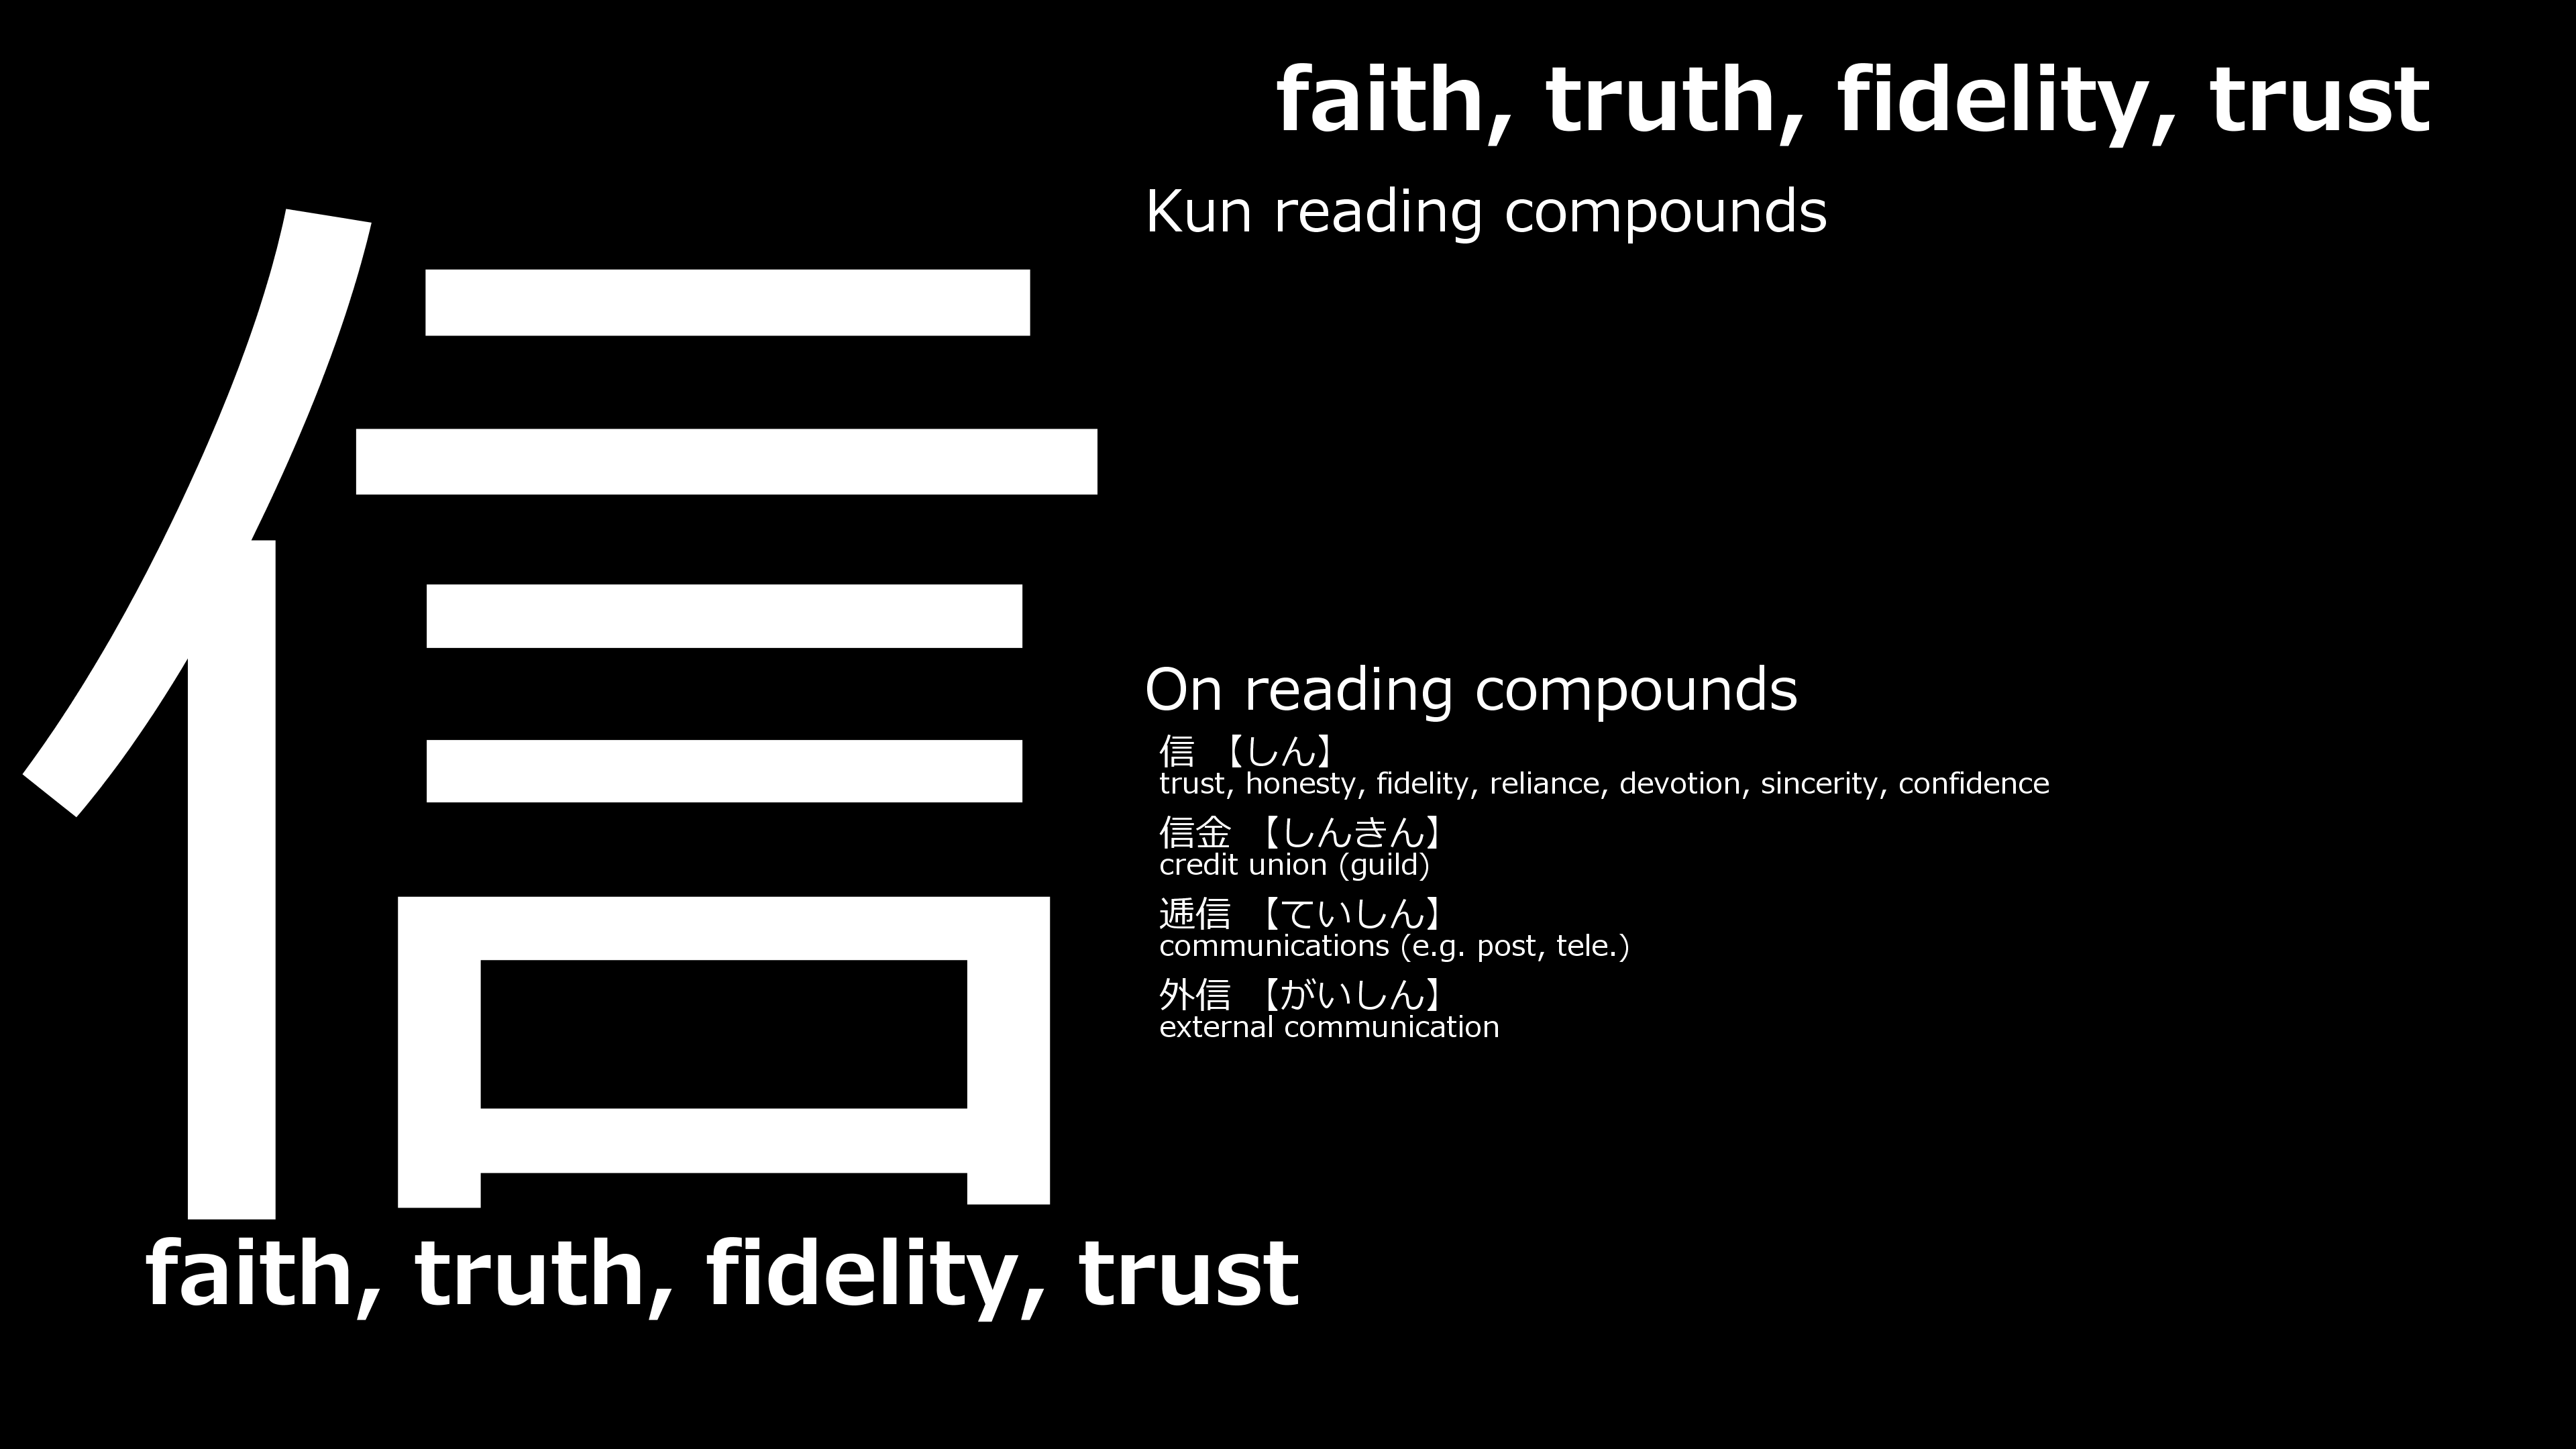 信
faith, truth, fidelity, trust
faith, truth, fidelity, trust
Kun reading compounds
On reading compounds
信 【しん】
trust, honesty, fidelity, reliance, devotion, sincerity, confidence
信金 【しんきん】
credit union (guild)
逓信 【ていしん】
communications (e.g. post, tele.)
外信 【がいしん】
external communication